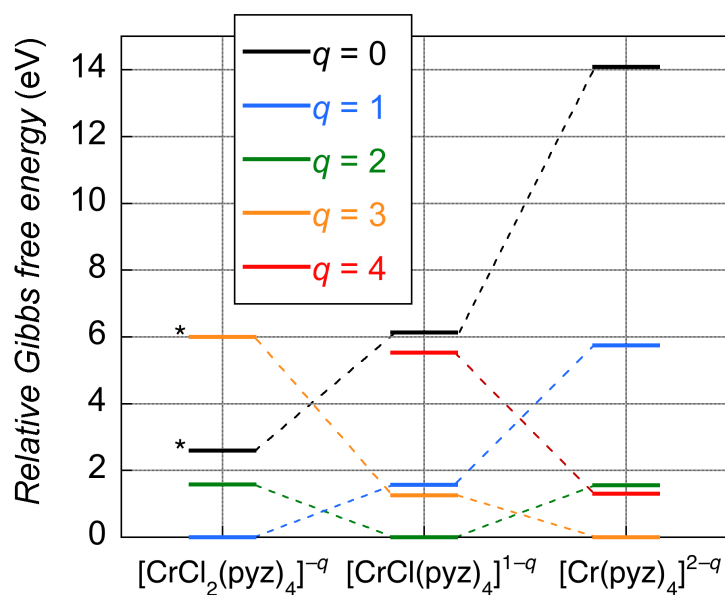 Relative Gibbs free energy (eV)
14
12
10
8
6
4
2
0
q = 0
q = 1
q = 2
q = 3
q = 4
*
*
[CrCl₂(pyz)₄]⁻q [CrCl(pyz)₄]¹⁻q [Cr(pyz)₄]²⁻q